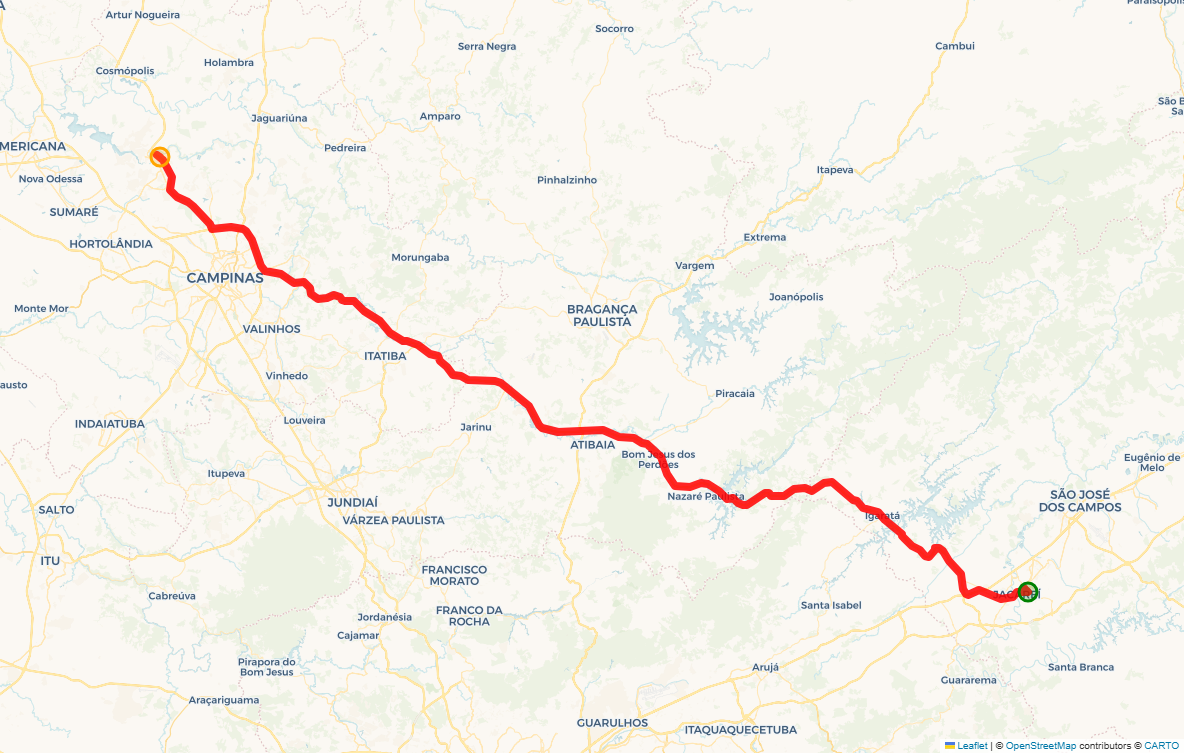 Artur Nogueira
Paraisópolis
Socorro
Serra Negra
Cambui
Holambra
Cosmópolis
São B
Sa
Jaguariúna
Amparo
MERICANA
Pedreira
Itapeva
Nova Odessa
Pinhalzinho
SUMARÉ
HORTOLÂNDIA
Extrema
Morungaba
Vargem
CAMPINAS
Joanópolis
Monte Mor
BRAGANÇA
PAULISTA
VALINHOS
ITATIBA
Vinhedo
austo
Piracaia
Louveira
INDAIATUBA
Jarinu
ATIBAIA
Bom Jesus dos
Perdões
Eugênio de
Melo
Itupeva
Nazaré Paulista
SÃO JOSÉ
DOS CAMPOS
JUNDIAÍ
SALTO
Igaratá
VÁRZEA PAULISTA
ITU
FRANCISCO
MORATO
Cabreúva
JACAREÍ
Santa Isabel
FRANCO DA
ROCHA
Jordanésia
Cajamar
Pirapora do
Bom Jesus
Arujá
Santa Branca
Guararema
Araçariguama
GUARULHOS
ITAQUAQUECETUBA
Leaflet | © OpenStreetMap contributors © CARTO